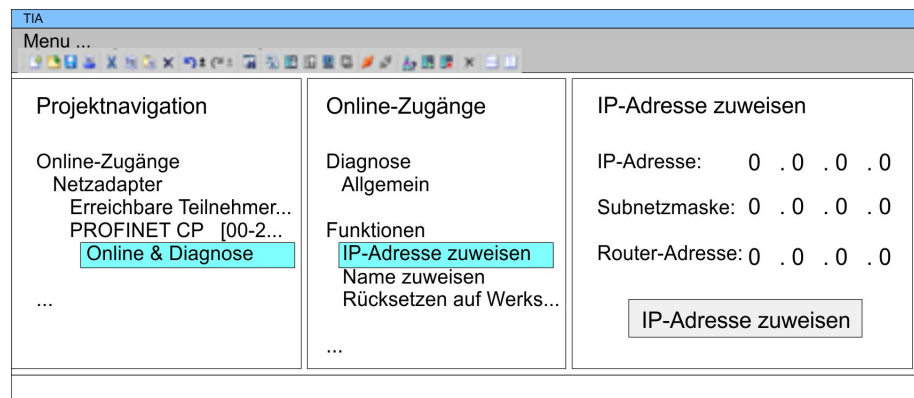 TIA
Menu ...
Projektnavigation
Online-Zugänge
Netzadapter
Erreichbare Teilnehmer...
PROFINET CP [00-2...
Online & Diagnose
...
Online-Zugänge
Diagnose
Allgemein
Funktionen
IP-Adresse zuweisen
Name zuweisen
Rücksetzen auf Werks...
...
IP-Adresse zuweisen
IP-Adresse: 0 . 0 . 0 . 0
Subnetzmaske: 0 . 0 . 0 . 0
Router-Adresse: 0 . 0 . 0 . 0
IP-Adresse zuweisen